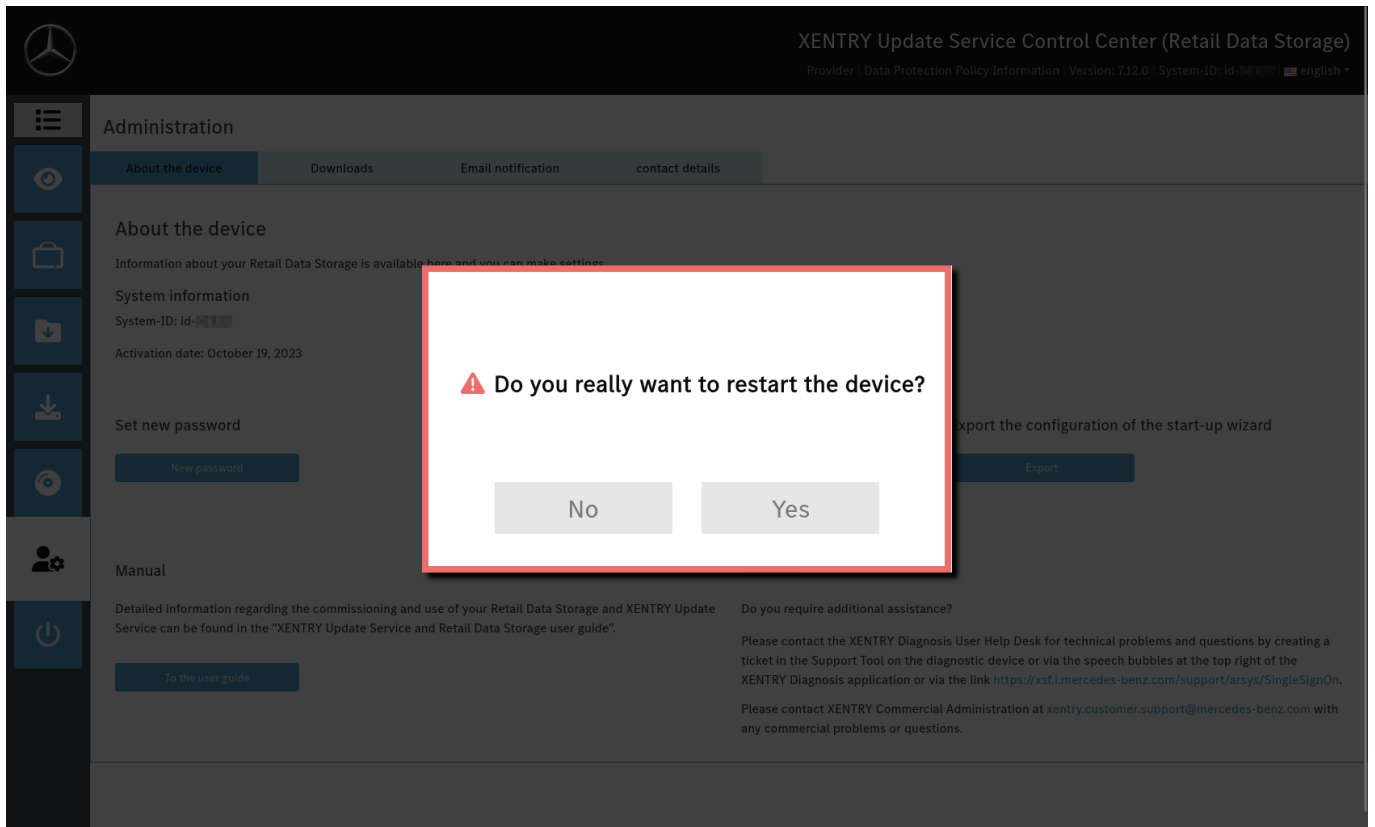 XENTRY Update Service Control Center (Retail Data Storage)
Provider | Data Protection Policy Information | Version: 7.12.0 | System-ID: id- | english
Administration
About the device
Downloads
Email notification
contact details
About the device
Information about your Retail Data Storage is available here and you can make settings
System information
System-ID: id-
Activation date: October 19, 2023
Do you really want to restart the device?
No
Yes
Set new password
New password
the configuration of the start-up wizard
Export
Manual
Detailed information regarding the commissioning and use of your Retail Data Storage and XENTRY Update
Service can be found in the "XENTRY Update Service and Retail Data Storage user guide".
To the user guide
Do you require additional assistance?
Please contact the XENTRY Diagnosis User Help Desk for technical problems and questions by creating a
ticket in the Support Tool on the diagnostic device or via the speech bubbles at the top right of the
XENTRY Diagnosis application or via the link https://xsf.i.mercedes-benz.com/support/arsys/SingleSignOn.
Please contact XENTRY Commercial Administration at xentry.customer.support@mercedes-benz.com with
any commercial problems or questions.